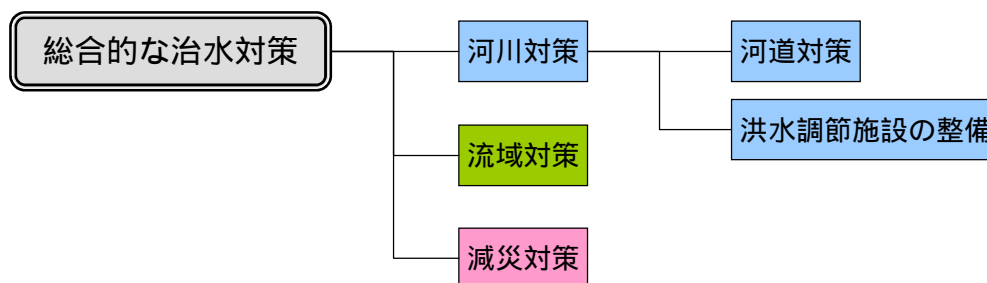 総合的な治水対策
河川対策
河道対策
洪水調節施設の整備
流域対策
減災対策